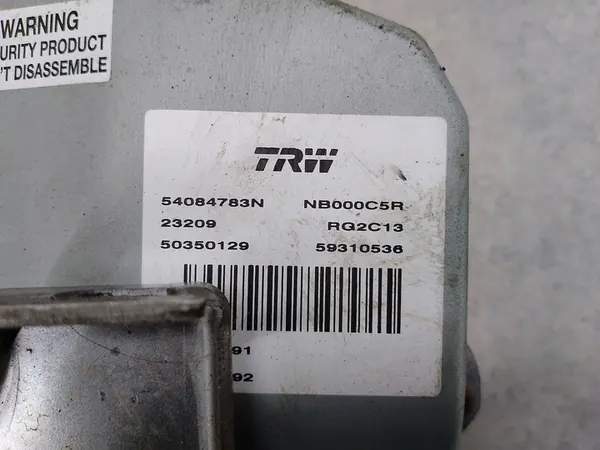 WARNING
URITY PRODUCT
'T DISASSEMBLE
TRW
54084783N NB000C5R
23209 RG2C13
50350129 59310536
91
92